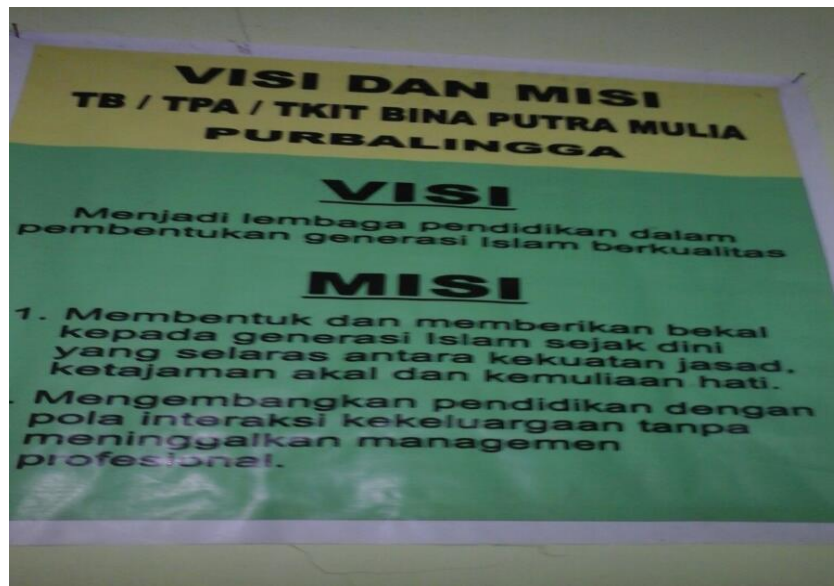 VISI DAN MISI
TB / TPA / TKIT BINA PUTRA MULIA
PURBALINGGA
VISI
Menjadi lembaga pendidikan dalam
pembentukan generasi Islam berkualitas
MISI
1. Membentuk dan memberikan bekal
kepada generasi Islam sejak dini
yang selaras antara kekuatan jasad.
ketajaman akal dan kemuliaan hati.
. Mengembangkan pendidikan dengan
pola interaksi kekeluargaan tanpa
meninggalkan managemen
profesional.